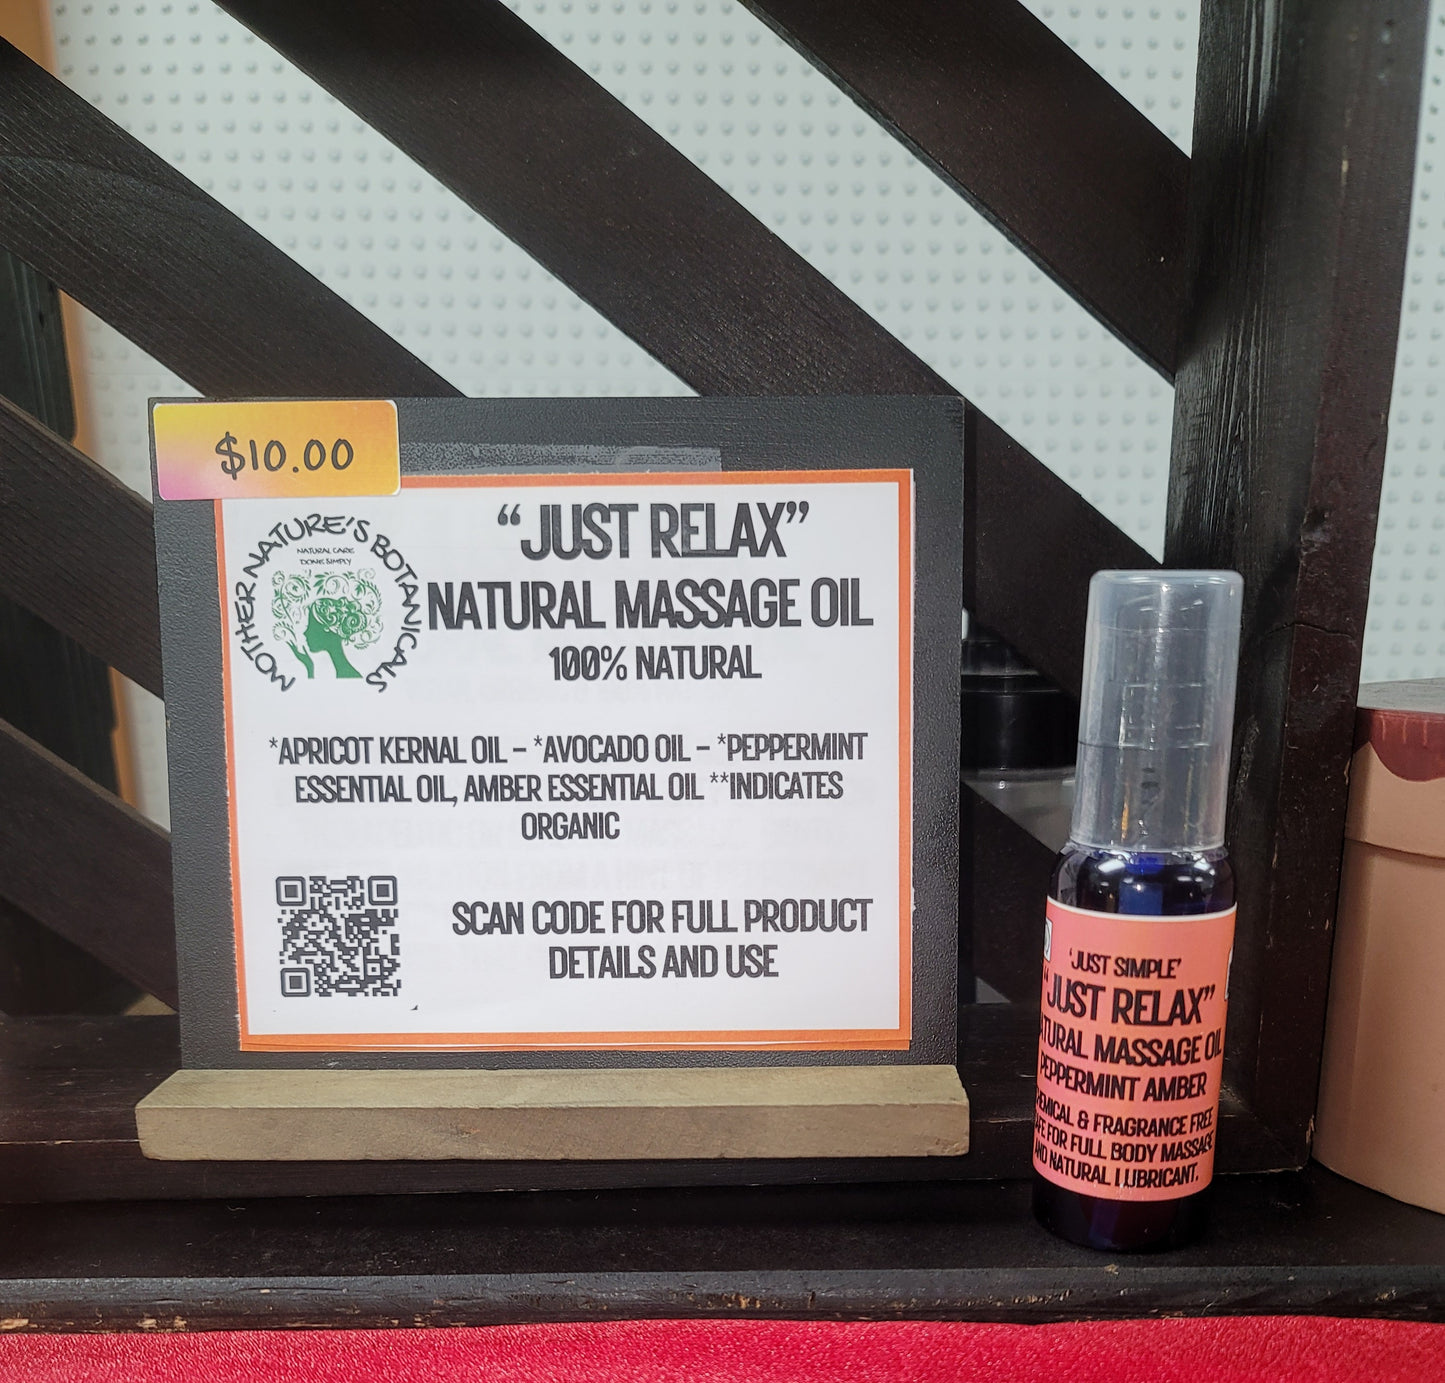 $10.00
MOTHER NATURE'S BOTANICALS
NATURAL CARE
DONE SIMPLY
“JUST RELAX”
NATURAL MASSAGE OIL
100% NATURAL
*APRICOT KERNAL OIL – *AVOCADO OIL – *PEPPERMINT
ESSENTIAL OIL, AMBER ESSENTIAL OIL **INDICATES
ORGANIC
SCAN CODE FOR FULL PRODUCT
DETAILS AND USE
‘JUST SIMPLE’
“JUST RELAX”
TURAL MASSAGE OIL
PEPPERMINT AMBER
HEMICAL & FRAGRANCE FREE
AFE FOR FULL BODY MASSAGE
AND NATURAL LUBRICANT.